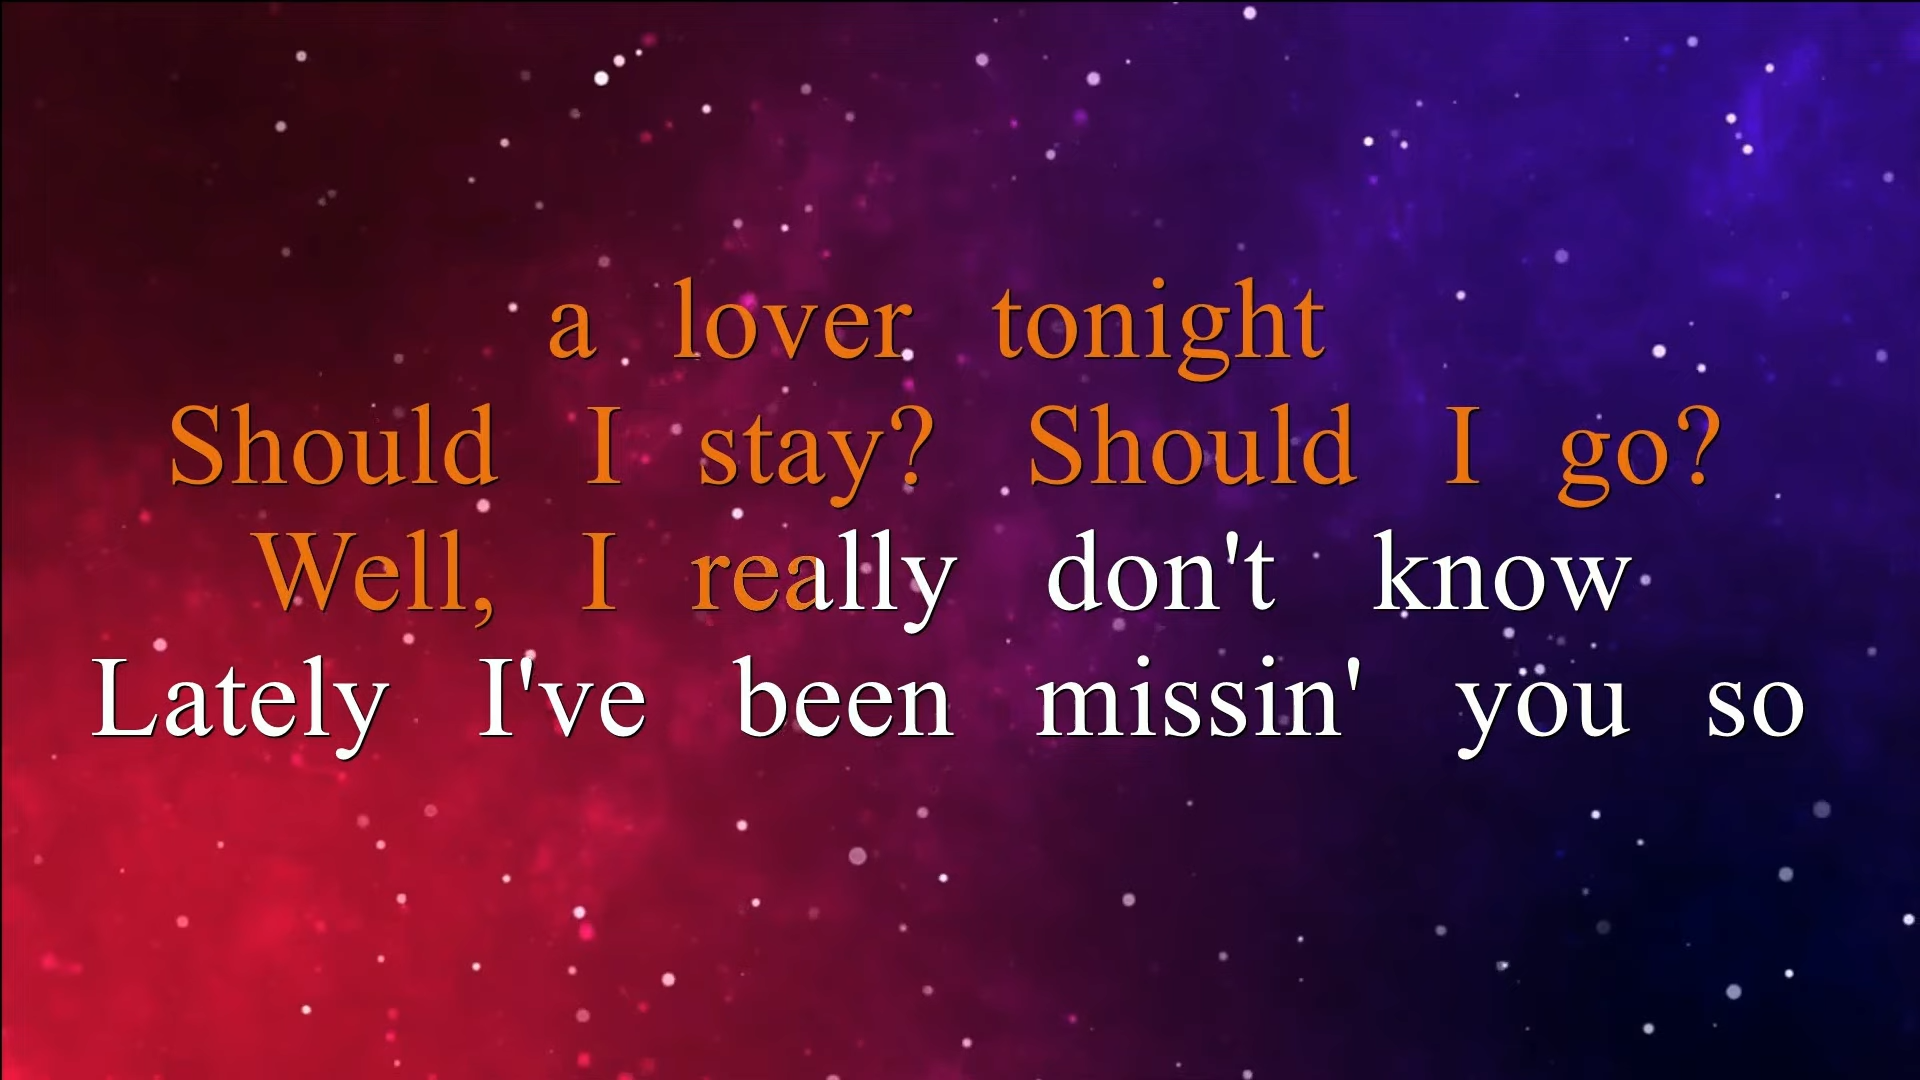 a lover tonight
Should I stay? Should I go?
Well, I really don't know
Lately I've been missin' you so